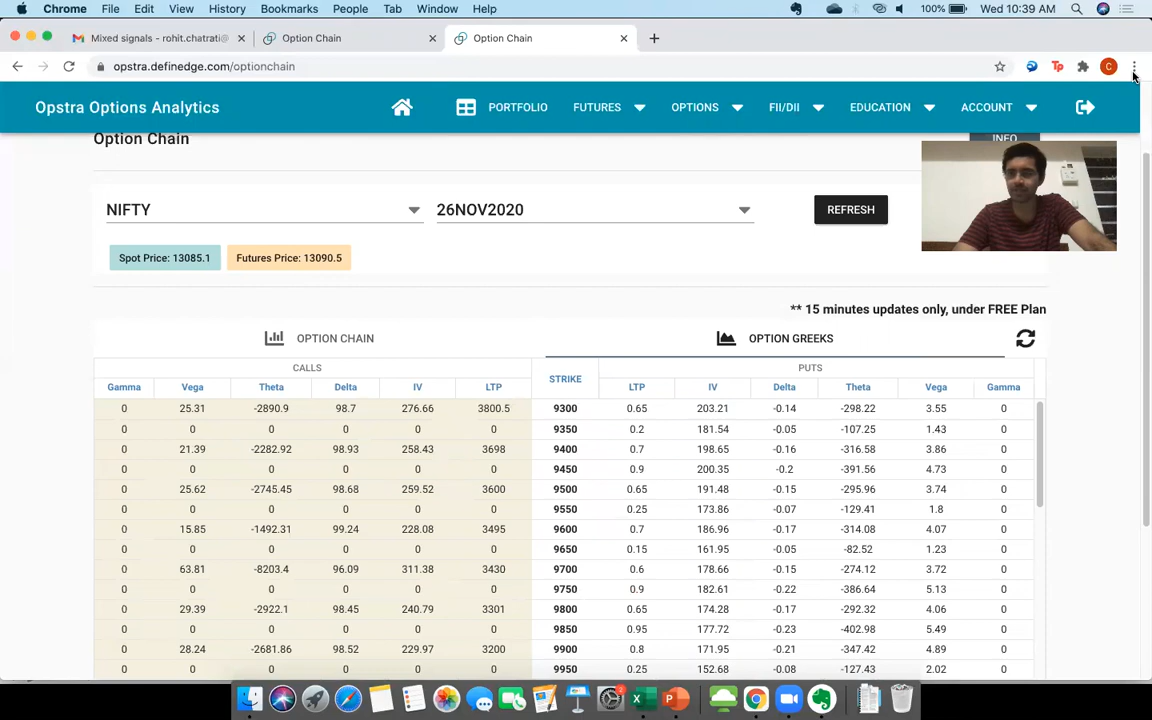 Chrome File Edit View History Bookmarks People Tab Window Help 100% Wed 10:39 AM
Mixed signals - rohit.chatrati@ Option Chain Option Chain
opstra.definedge.com/optionchain Tp C
Opstra Options Analytics PORTFOLIO FUTURES OPTIONS FII/DII EDUCATION ACCOUNT
Option Chain INFO
NIFTY 26NOV2020 REFRESH
Spot Price: 13085.1 Futures Price: 13090.5
** 15 minutes updates only, under FREE Plan
OPTION CHAIN OPTION GREEKS
CALLS STRIKE PUTS
Gamma Vega Theta Delta IV LTP LTP IV Delta Theta Vega Gamma
0 25.31 -2890.9 98.7 276.66 3800.5 9300 0.65 203.21 -0.14 -298.22 3.55 0
0 0 0 0 0 0 9350 0.2 181.54 -0.05 -107.25 1.43 0
0 21.39 -2282.92 98.93 258.43 3698 9400 0.7 198.65 -0.16 -316.58 3.86 0
0 0 0 0 0 0 9450 0.9 200.35 -0.2 -391.56 4.73 0
0 25.62 -2745.45 98.68 259.52 3600 9500 0.65 191.48 -0.15 -295.96 3.74 0
0 0 0 0 0 0 9550 0.25 173.86 -0.07 -129.41 1.8 0
0 15.85 -1492.31 99.24 228.08 3495 9600 0.7 186.96 -0.17 -314.08 4.07 0
0 0 0 0 0 0 9650 0.15 161.95 -0.05 -82.52 1.23 0
0 63.81 -8203.4 96.09 311.38 3430 9700 0.6 178.66 -0.15 -274.12 3.72 0
0 0 0 0 0 0 9750 0.9 182.61 -0.22 -386.64 5.13 0
0 29.39 -2922.1 98.45 240.79 3301 9800 0.65 174.28 -0.17 -292.32 4.06 0
0 0 0 0 0 0 9850 0.95 177.72 -0.23 -402.98 5.49 0
0 28.24 -2681.86 98.52 229.97 3200 9900 0.8 171.95 -0.21 -347.42 4.89 0
0 0 0 0 0 0 9950 0.25 152.68 -0.08 -127.43 2.02 0